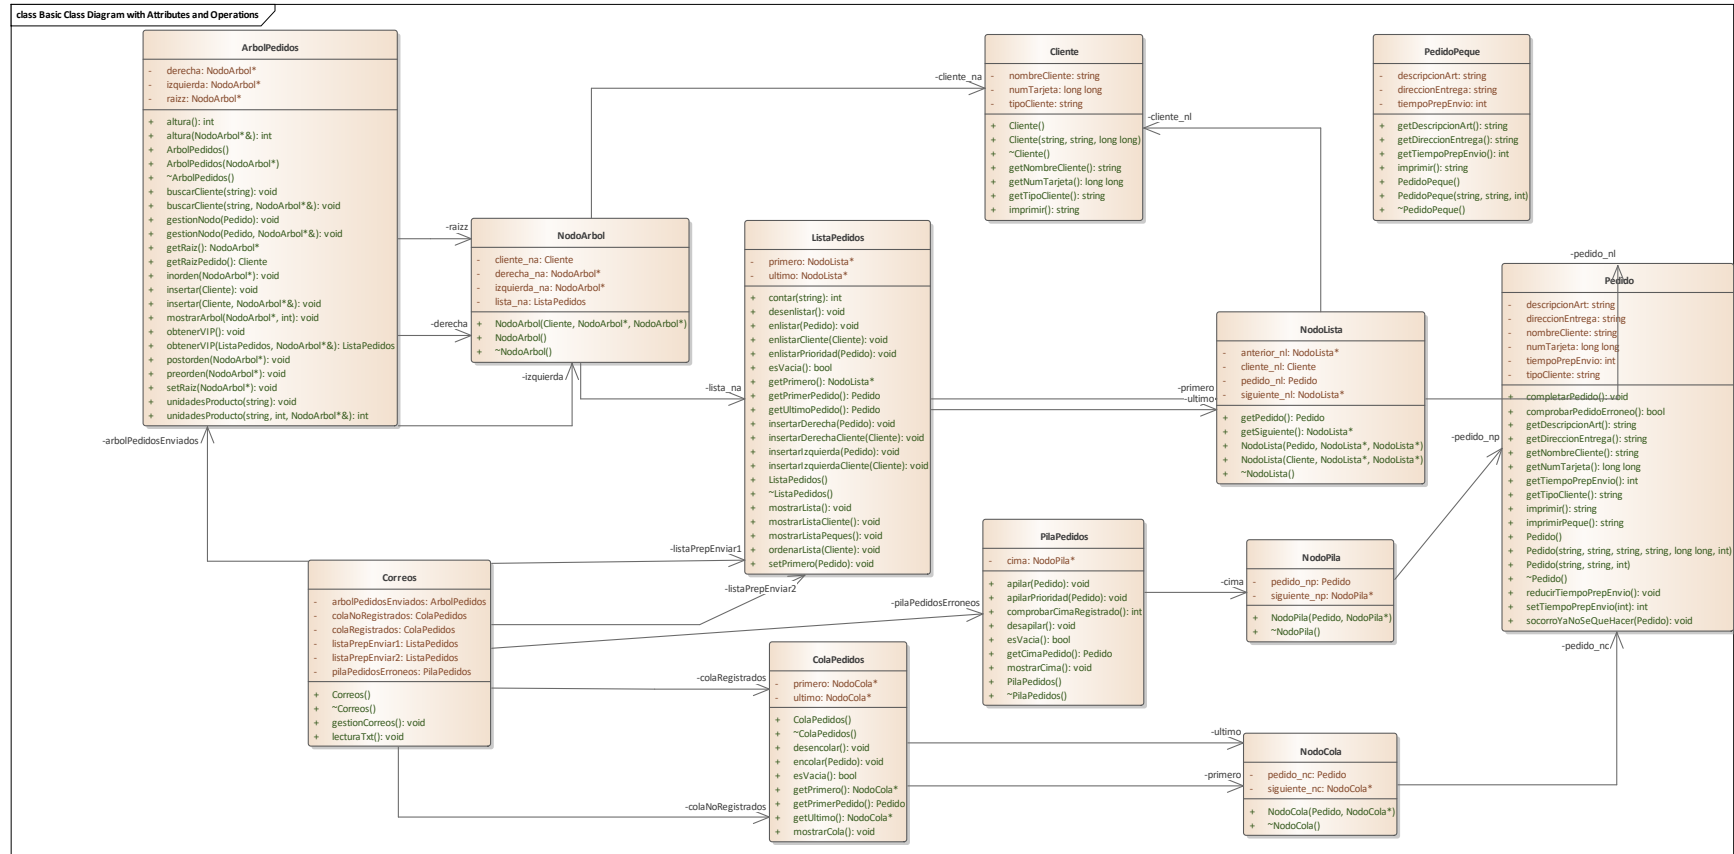 class Basic Class Diagram with Attributes and Operations
ArbolPedidos
- derecha: NodoArbol*
- izquierda: NodoArbol*
- raizz: NodoArbol*
+ altura(): int
+ altura(NodoArbol*&): int
+ ArbolPedidos()
+ ArbolPedidos(NodoArbol*)
+ ~ArbolPedidos()
+ buscarCliente(string): void
+ buscarCliente(string, NodoArbol*&): void
+ gestionNodo(Pedido): void
+ gestionNodo(Pedido, NodoArbol*&): void
+ getRaiz(): NodoArbol*
+ getRaizPedido(): Cliente
+ inorden(NodoArbol*): void
+ insertar(Cliente): void
+ insertar(Cliente, NodoArbol*&): void
+ mostrarArbol(NodoArbol*, int): void
+ obtenerVIP(): void
+ obtenerVIP(ListaPedidos, NodoArbol*&): ListaPedidos
+ postorden(NodoArbol*): void
+ preorden(NodoArbol*): void
+ setRaiz(NodoArbol*): void
+ unidadesProducto(string): void
+ unidadesProducto(string, int, NodoArbol*&): int
-raizz
-derecha
-izquierda
-arbolPedidosEnviados
NodoArbol
- cliente_na: Cliente
- derecha_na: NodoArbol*
- izquierda_na: NodoArbol*
- lista_na: ListaPedidos
+ NodoArbol(Cliente, NodoArbol*, NodoArbol*)
+ NodoArbol()
+ ~NodoArbol()
-cliente_na
-lista_na
Cliente
- nombreCliente: string
- numTarjeta: long long
- tipoCliente: string
+ Cliente()
+ Cliente(string, string, long long)
+ ~Cliente()
+ getNombreCliente(): string
+ getNumTarjeta(): long long
+ getTipoCliente(): string
+ imprimir(): string
-cliente_nl
PedidoPeque
- descripcionArt: string
- direccionEntrega: string
- tiempoPrepEnvio: int
+ getDescripcionArt(): string
+ getDireccionEntrega(): string
+ getTiempoPrepEnvio(): int
+ imprimir(): string
+ PedidoPeque()
+ PedidoPeque(string, string, int)
+ ~PedidoPeque()
ListaPedidos
- primero: NodoLista*
- ultimo: NodoLista*
+ contar(string): int
+ desenlistar(): void
+ enlistar(Pedido): void
+ enlistarCliente(Cliente): void
+ enlistarPrioridad(Pedido): void
+ esVacia(): bool
+ getPrimero(): NodoLista*
+ getPrimerPedido(): Pedido
+ getUltimoPedido(): Pedido
+ insertarDerecha(Pedido): void
+ insertarDerechaCliente(Cliente): void
+ insertarIzquierda(Pedido): void
+ insertarIzquierdaCliente(Cliente): void
+ ListaPedidos()
+ ~ListaPedidos()
+ mostrarLista(): void
+ mostrarListaCliente(): void
+ mostrarListaPeques(): void
+ ordenarLista(Cliente): void
+ setPrimero(Pedido): void
-primero
-ultimo
NodoLista
- anterior_nl: NodoLista*
- cliente_nl: Cliente
- pedido_nl: Pedido
- siguiente_nl: NodoLista*
+ getPedido(): Pedido
+ getSiguiente(): NodoLista*
+ NodoLista(Pedido, NodoLista*, NodoLista*)
+ NodoLista(Cliente, NodoLista*, NodoLista*)
+ ~NodoLista()
-pedido_nl
Pedido
- descripcionArt: string
- direccionEntrega: string
- nombreCliente: string
- numTarjeta: long long
- tiempoPrepEnvio: int
- tipoCliente: string
+ completarPedido(): void
+ comprobarPedidoErroneo(): bool
+ getDescripcionArt(): string
+ getDireccionEntrega(): string
+ getNombreCliente(): string
+ getNumTarjeta(): long long
+ getTiempoPrepEnvio(): int
+ getTipoCliente(): string
+ imprimir(): string
+ imprimirPeque(): string
+ Pedido()
+ Pedido(string, string, string, string, long long, int)
+ Pedido(string, string, int)
+ ~Pedido()
+ reducirTiempoPrepEnvio(): void
+ setTiempoPrepEnvio(int): int
+ socorroYaNoSeQueHacer(Pedido): void
-pedido_np
-pedido_nc
Correos
- arbolPedidosEnviados: ArbolPedidos
- colaNoRegistrados: ColaPedidos
- colaRegistrados: ColaPedidos
- listaPrepEnviar1: ListaPedidos
- listaPrepEnviar2: ListaPedidos
- pilaPedidosErroneos: PilaPedidos
+ Correos()
+ ~Correos()
+ gestionCorreos(): void
+ lecturaTxt(): void
-listaPrepEnviar1
-listaPrepEnviar2
-pilaPedidosErroneos
-colaRegistrados
-colaNoRegistrados
PilaPedidos
- cima: NodoPila*
+ apilar(Pedido): void
+ apilarPrioridad(Pedido): void
+ comprobarCimaRegistrado(): int
+ desapilar(): void
+ esVacia(): bool
+ getCimaPedido(): Pedido
+ mostrarCima(): void
+ PilaPedidos()
+ ~PilaPedidos()
-cima
NodoPila
- pedido_np: Pedido
- siguiente_np: NodoPila*
+ NodoPila(Pedido, NodoPila*)
+ ~NodoPila()
ColaPedidos
- primero: NodoCola*
- ultimo: NodoCola*
+ ColaPedidos()
+ ~ColaPedidos()
+ desencolar(): void
+ encolar(Pedido): void
+ esVacia(): bool
+ getPrimero(): NodoCola*
+ getPrimerPedido(): Pedido
+ getUltimo(): NodoCola*
+ mostrarCola(): void
-ultimo
-primero
NodoCola
- pedido_nc: Pedido
- siguiente_nc: NodoCola*
+ NodoCola(Pedido, NodoCola*)
+ ~NodoCola()